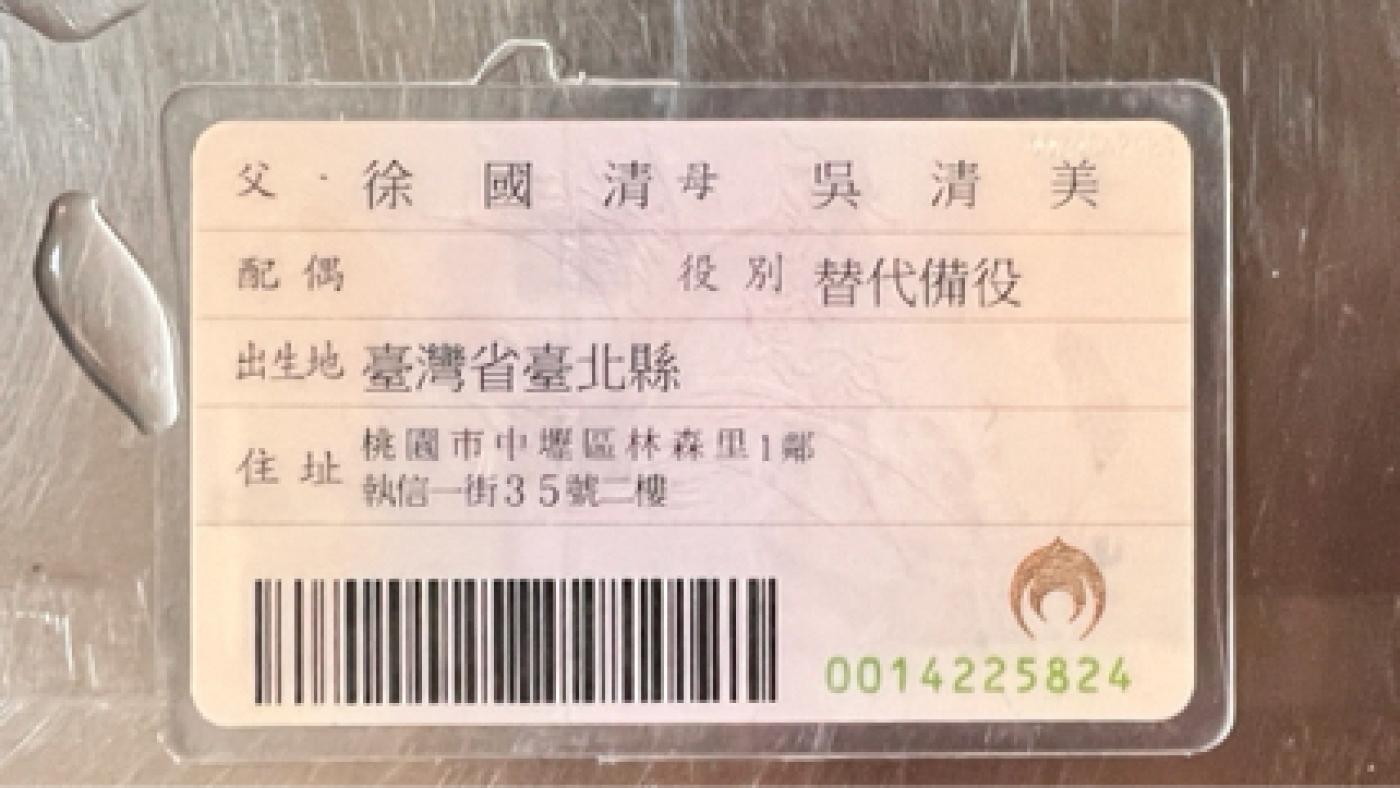 父 徐國清 母 吳清美
配偶 役別 替代備役
出生地 臺灣省臺北縣
住址 桃園市中壢區林森里1鄰
執信一街35號二樓
0014225824